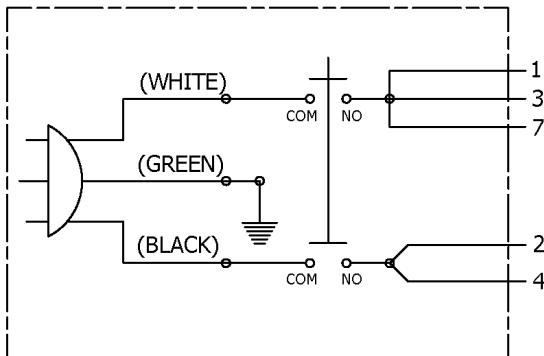 1
(WHITE)
3
COM NO
7
(GREEN)
2
(BLACK)
4
COM NO